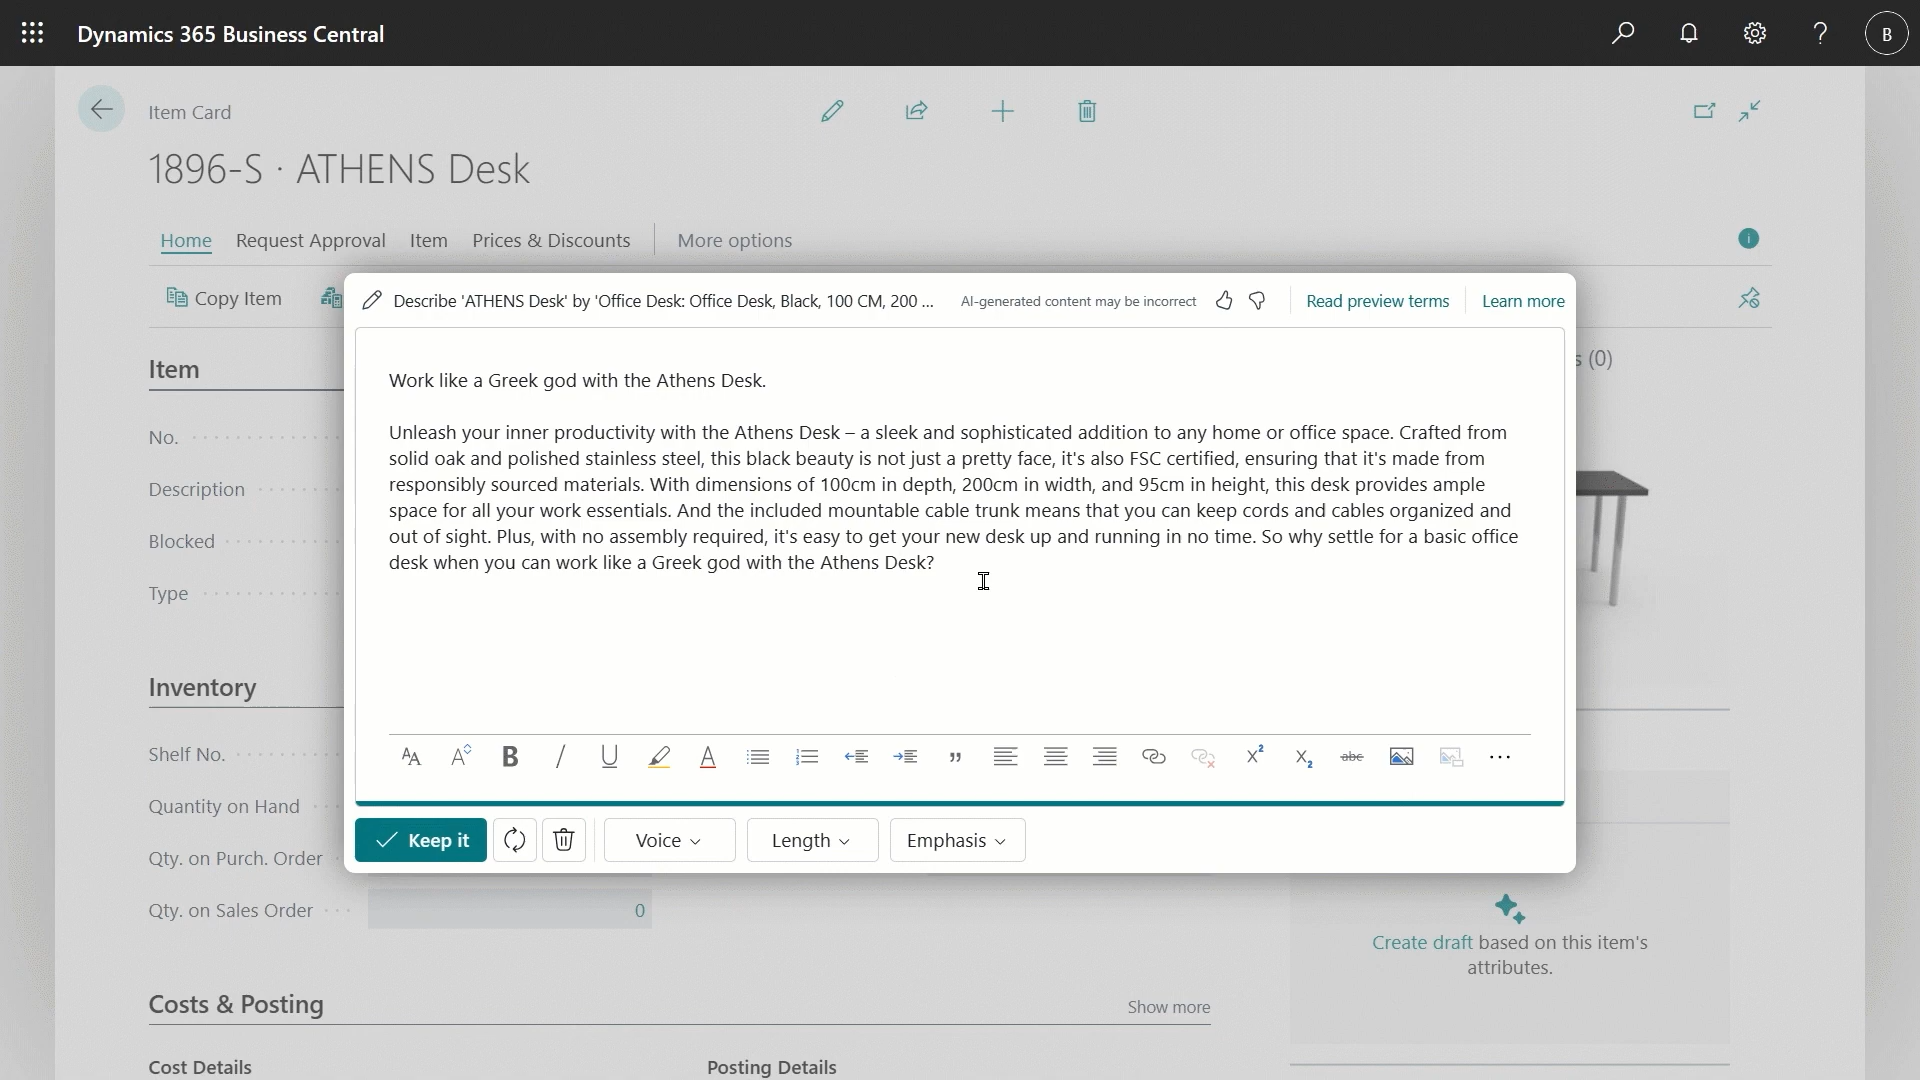 Dynamics 365 Business Central
B
Item Card
1896-S · ATHENS Desk
Home Request Approval Item Prices & Discounts More options
Copy Item
Describe 'ATHENS Desk' by 'Office Desk: Office Desk, Black, 100 CM, 200 ... AI-generated content may be incorrect Read preview terms Learn more
Work like a Greek god with the Athens Desk.
Unleash your inner productivity with the Athens Desk – a sleek and sophisticated addition to any home or office space. Crafted from
solid oak and polished stainless steel, this black beauty is not just a pretty face, it's also FSC certified, ensuring that it's made from
responsibly sourced materials. With dimensions of 100cm in depth, 200cm in width, and 95cm in height, this desk provides ample
space for all your work essentials. And the included mountable cable trunk means that you can keep cords and cables organized and
out of sight. Plus, with no assembly required, it's easy to get your new desk up and running in no time. So why settle for a basic office
desk when you can work like a Greek god with the Athens Desk?
Keep it Voice Length Emphasis
Item
s (0)
No.
Description
Blocked
Type
Inventory
Shelf No.
Quantity on Hand
Qty. on Purch. Order
Qty. on Sales Order 0
Create draft based on this item's
attributes.
Costs & Posting Show more
Cost Details Posting Details